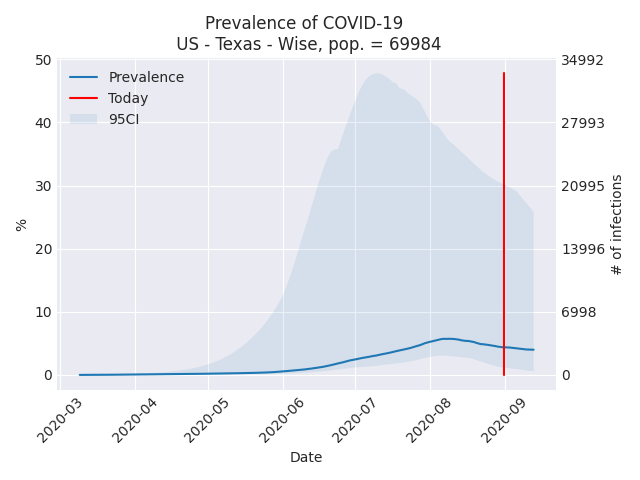 Prevalence of COVID-19
US - Texas - Wise, pop. = 69984
Prevalence
Today
95CI
50
40
30
20
10
0
%
34992
27993
20995
13996
6998
0
# of infections
2020-03
2020-04
2020-05
2020-06
2020-07
2020-08
2020-09
Date